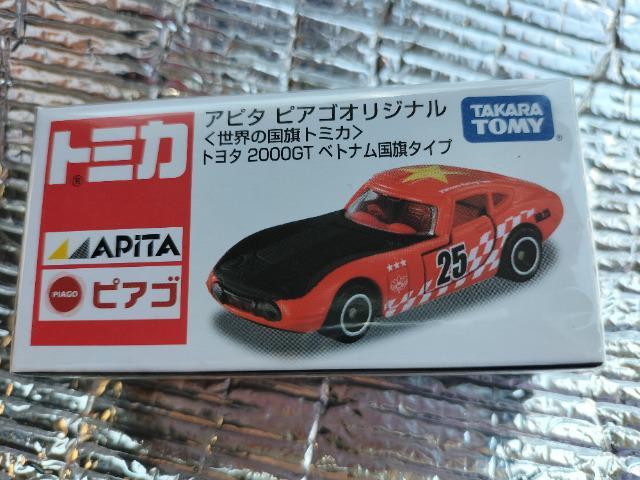 アピタ ピアゴオリジナル
<世界の国旗トミカ>
トヨタ 2000GT ベトナム国旗タイプ
TAKARA
TOMY
®
トミカ
®
APiTA
PIAGO
ピアゴ
25